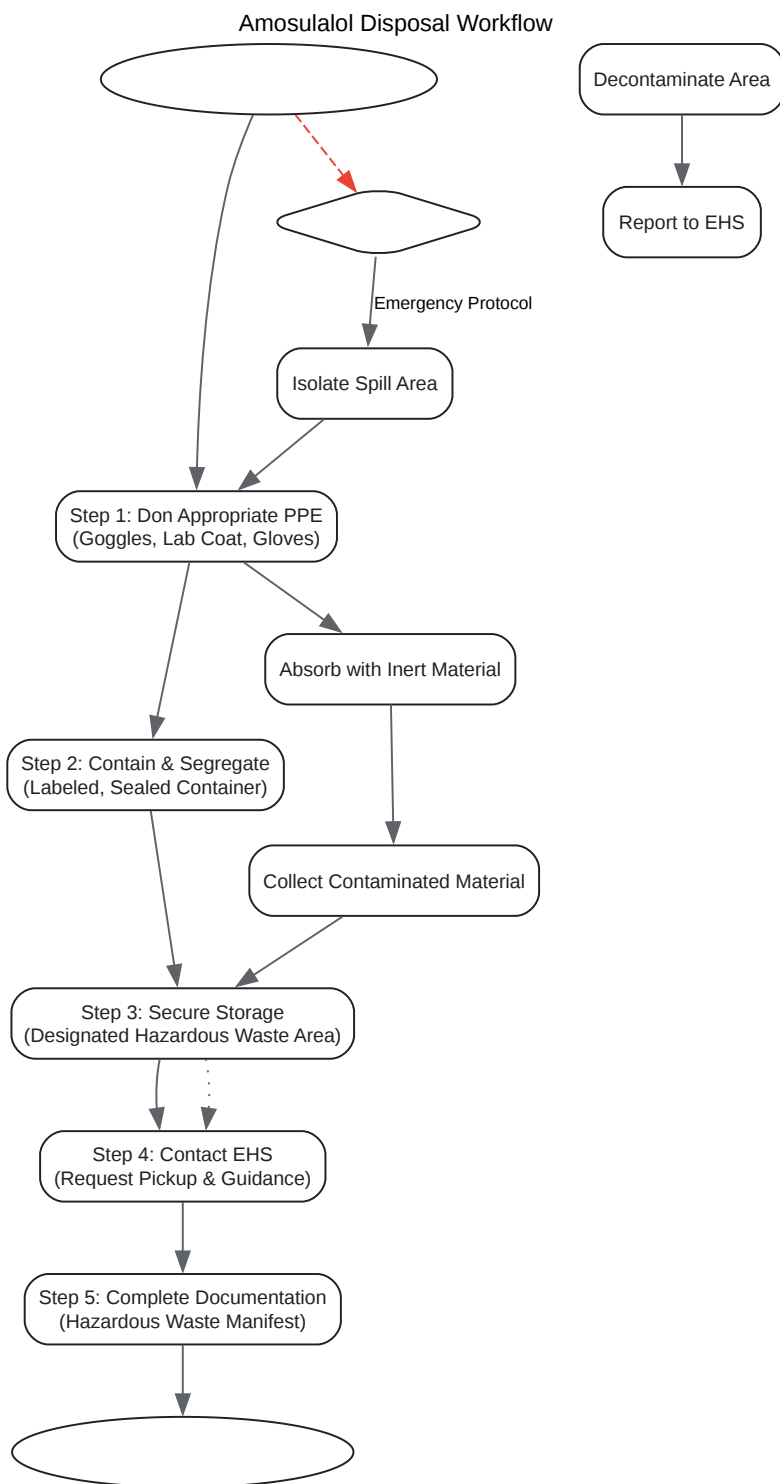 Amosulalol Disposal Workflow
Decontaminate Area
Report to EHS
Emergency Protocol
Isolate Spill Area
Step 1: Don Appropriate PPE
(Goggles, Lab Coat, Gloves)
Absorb with Inert Material
Step 2: Contain & Segregate
(Labeled, Sealed Container)
Collect Contaminated Material
Step 3: Secure Storage
(Designated Hazardous Waste Area)
Step 4: Contact EHS
(Request Pickup & Guidance)
Step 5: Complete Documentation
(Hazardous Waste Manifest)